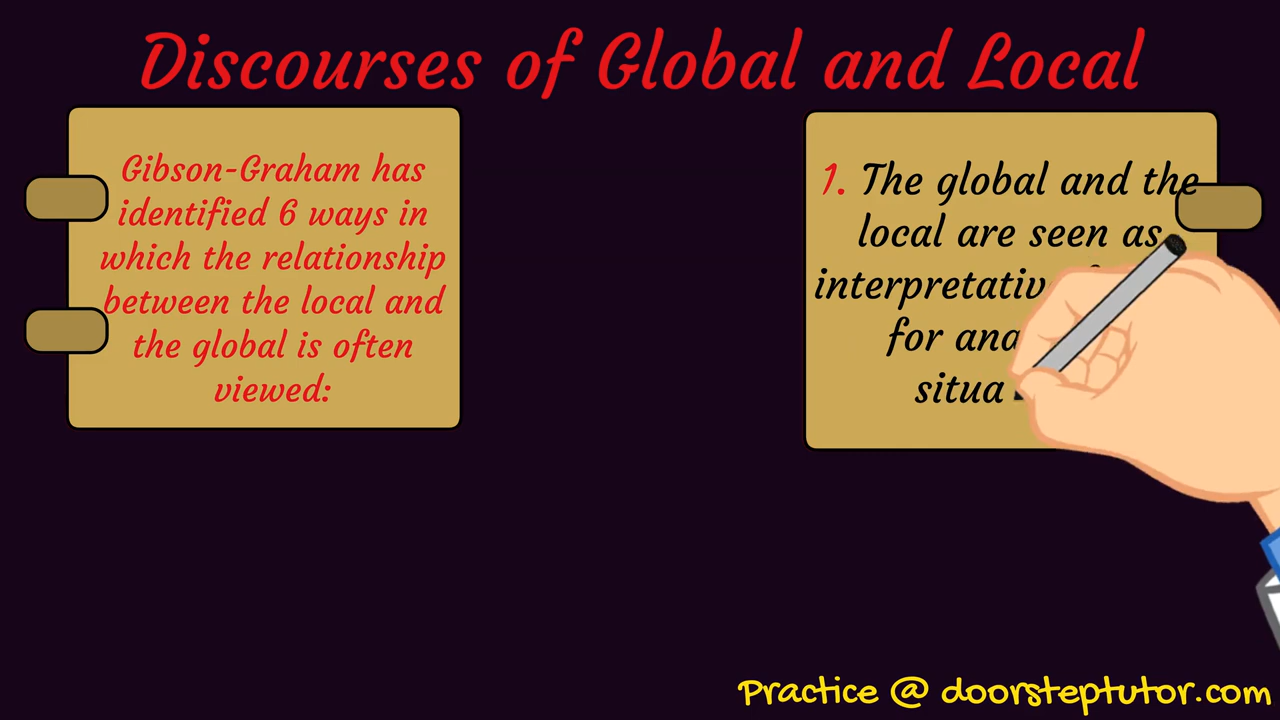 Discourses of Global and Local
Gibson-Graham has
identified 6 ways in
which the relationship
between the local and
the global is often
viewed:
1. The global and the
local are seen as
for
Practice @ doorsteptutor.com